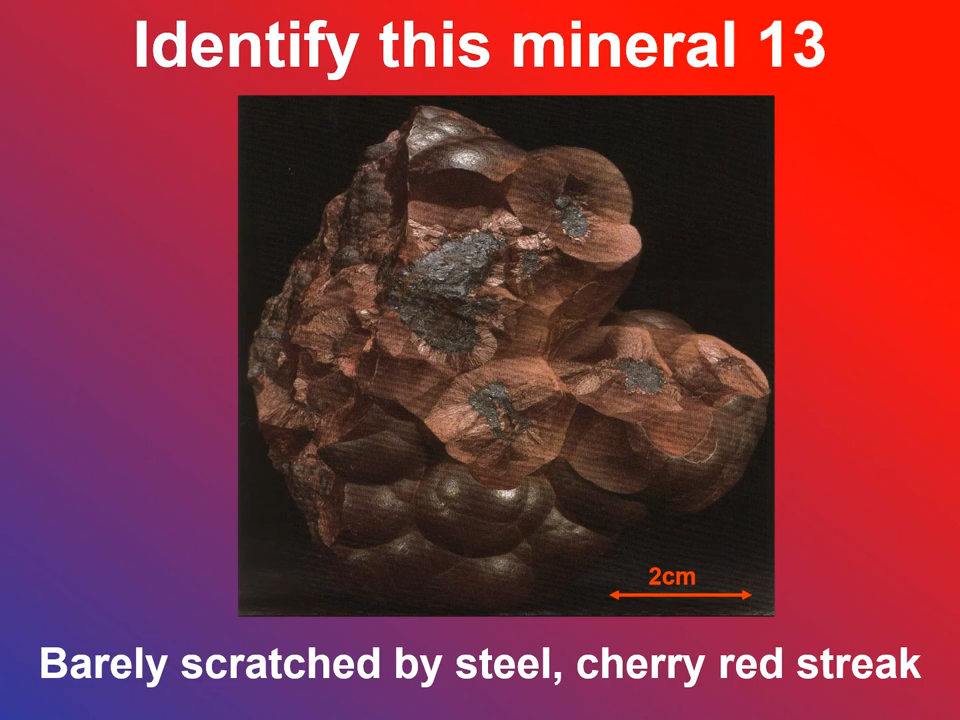 Identify this mineral 13
2cm
Barely scratched by steel, cherry red streak